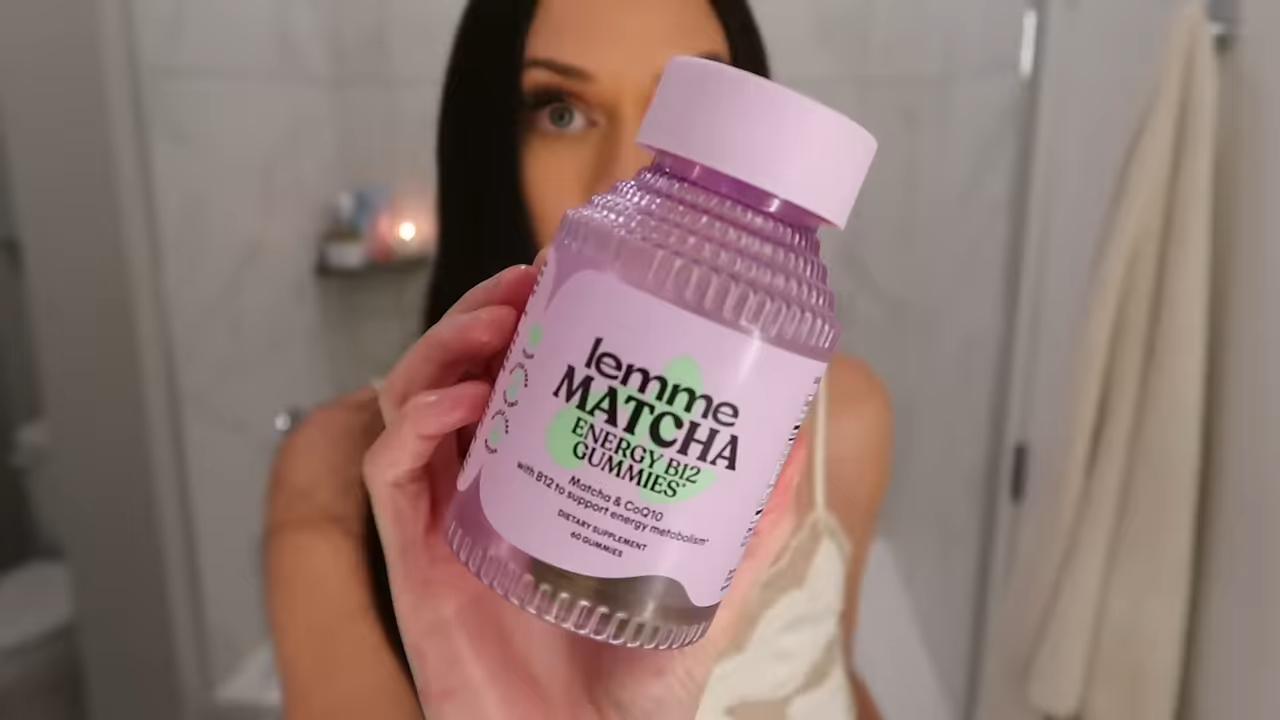 lemme
MATCHA
ENERGY B12
GUMMIES*
Matcha & CoQ10
with B12 to support energy metabolism*
DIETARY SUPPLEMENT
60 GUMMIES